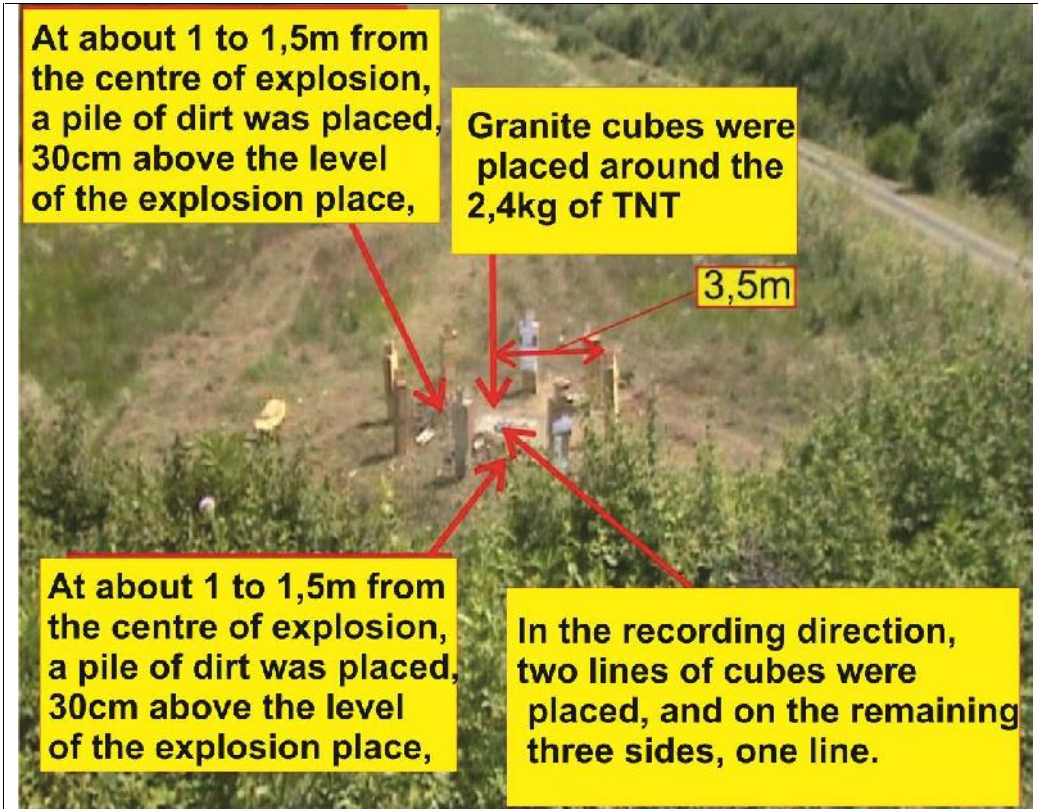 At about 1 to 1,5m from
the centre of explosion,
a pile of dirt was placed,
30cm above the level
of the explosion place,
Granite cubes were
placed around the
2,4kg of TNT
3,5m
At about 1 to 1,5m from
the centre of explosion,
a pile of dirt was placed,
30cm above the level
of the explosion place,
In the recording direction,
two lines of cubes were
placed, and on the remaining
three sides, one line.